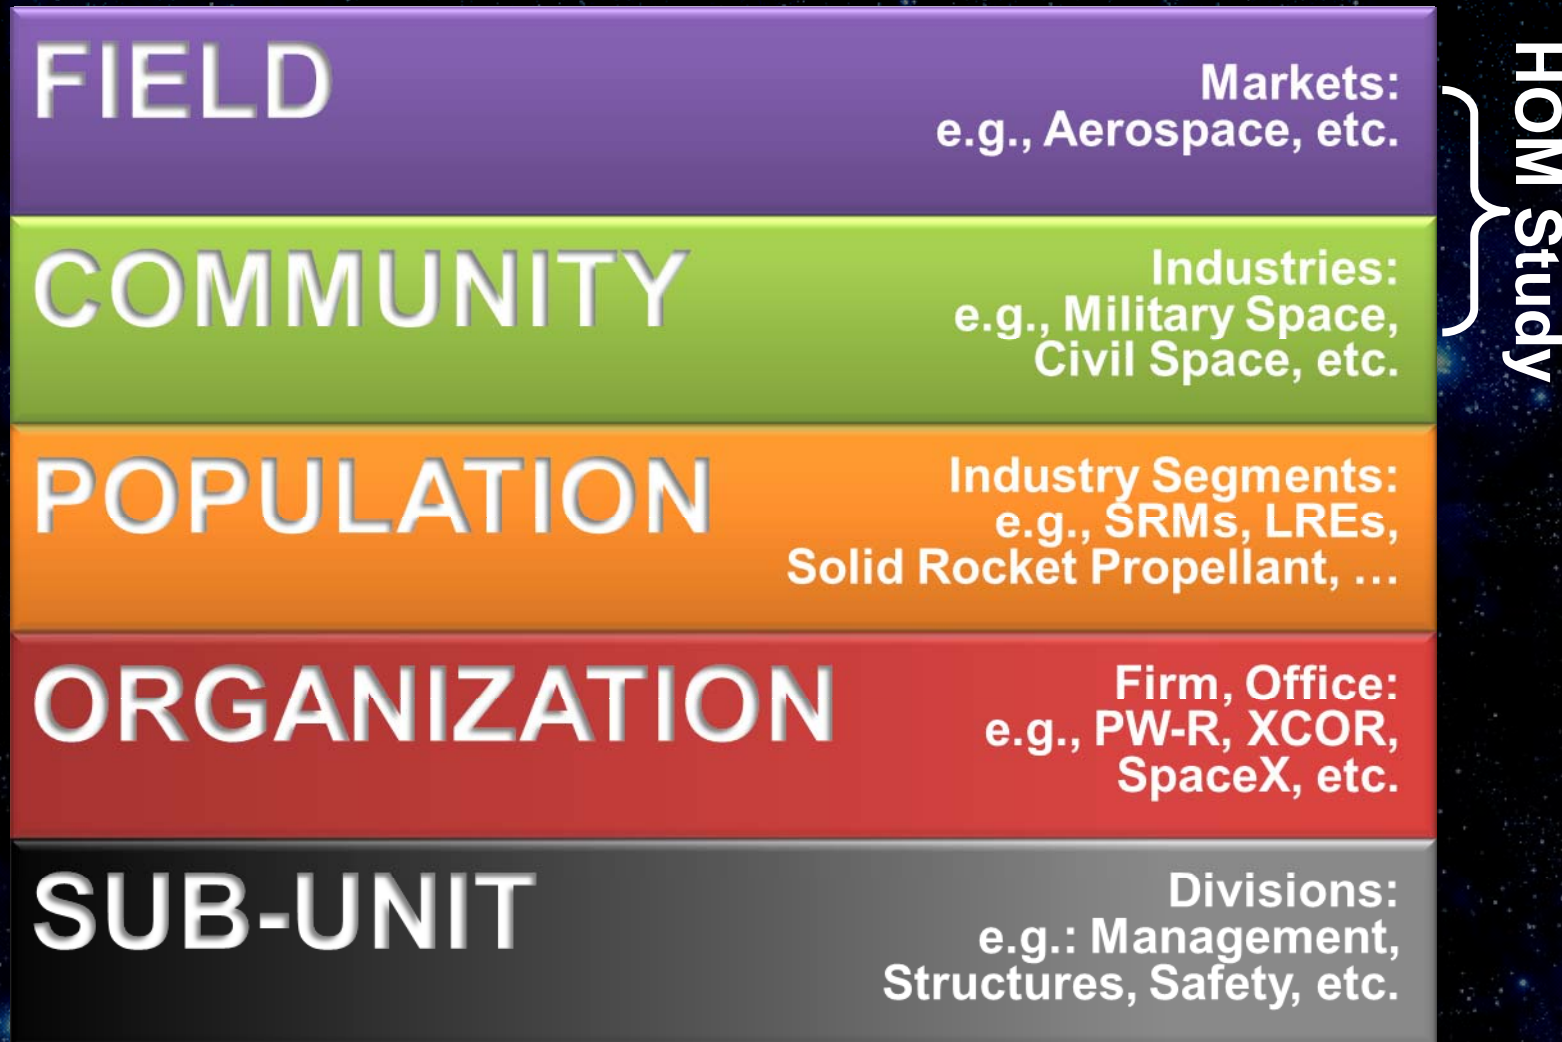 FIELD
Markets:
e.g., Aerospace, etc.
COMMUNITY
Industries:
e.g., Military Space,
Civil Space, etc.
POPULATION
Industry Segments:
e.g., SRMs, LREs,
Solid Rocket Propellant, …
ORGANIZATION
Firm, Office:
e.g., PW-R, XCOR,
SpaceX, etc.
SUB-UNIT
Divisions:
e.g.: Management,
Structures, Safety, etc.
HOM Study